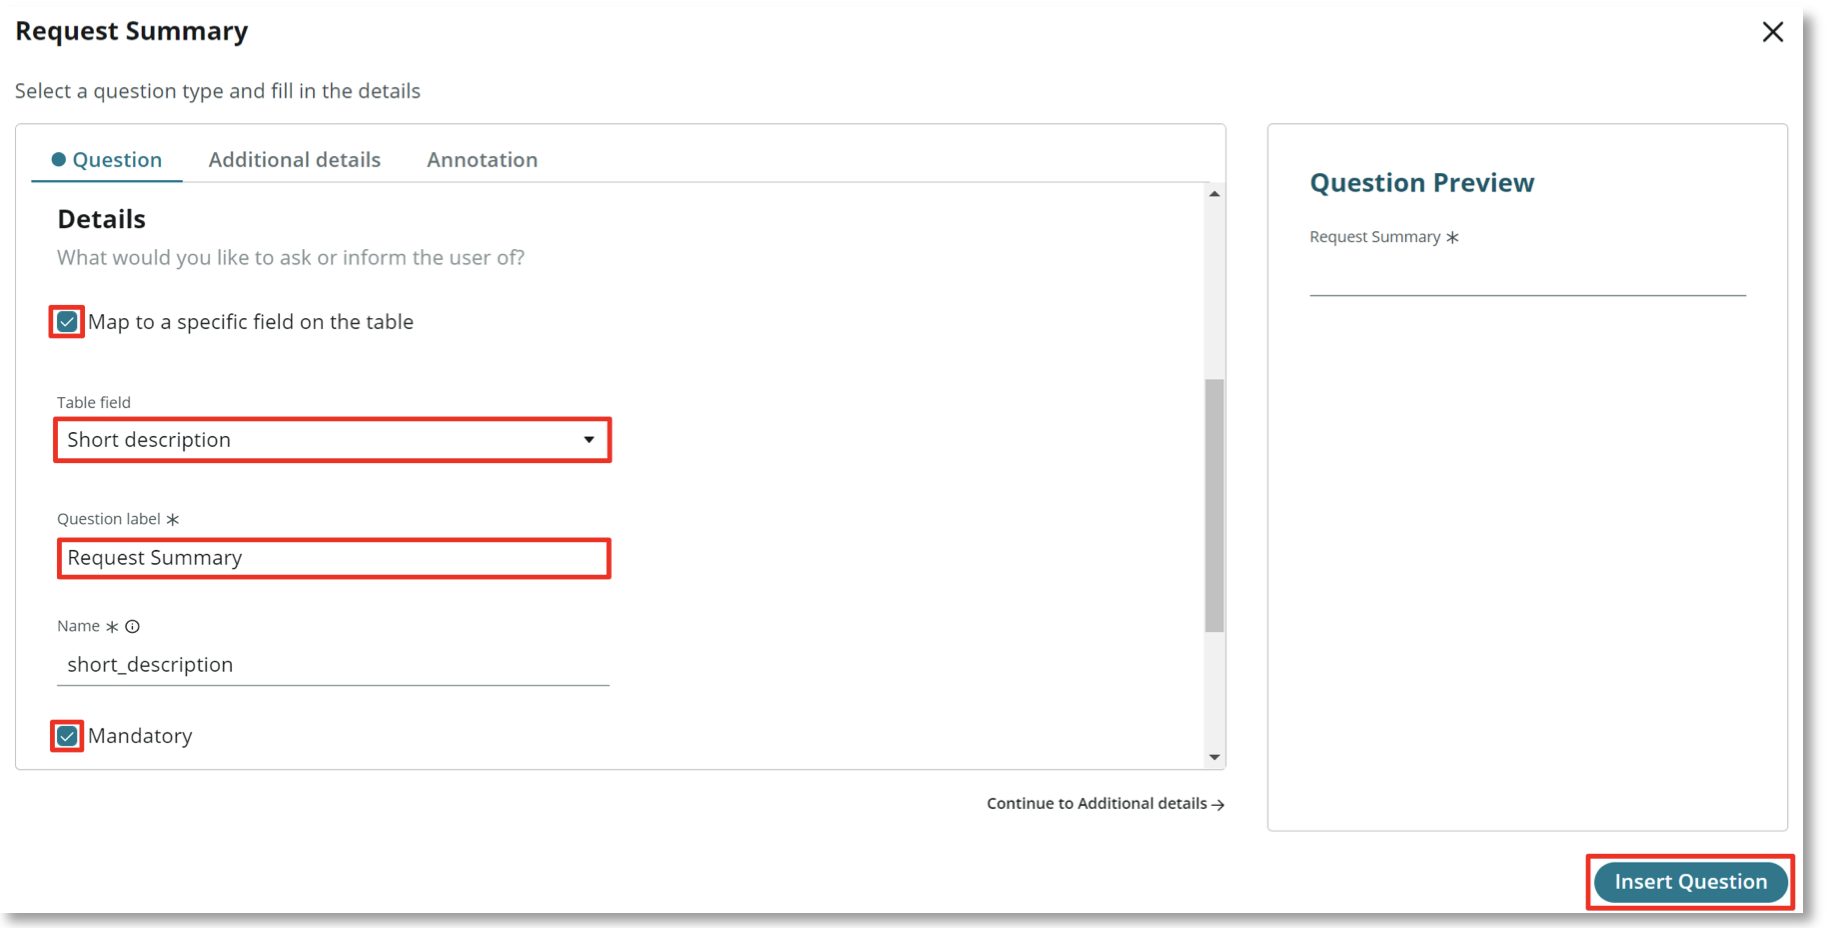 Request Summary
Select a question type and fill in the details
Question
Additional details
Annotation
Details
What would you like to ask or inform the user of?
Map to a specific field on the table
Table field
Short description
Question label *
Request Summary
Name *
short_description
Mandatory
Continue to Additional details →
Question Preview
Request Summary *
Insert Question